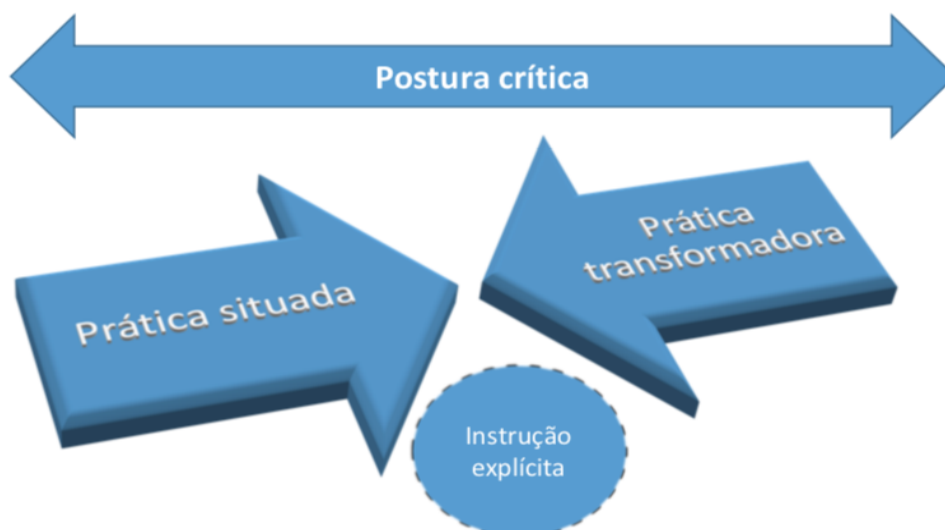 Postura crítica
Prática situada
Prática
transformadora
Instrução
explícita